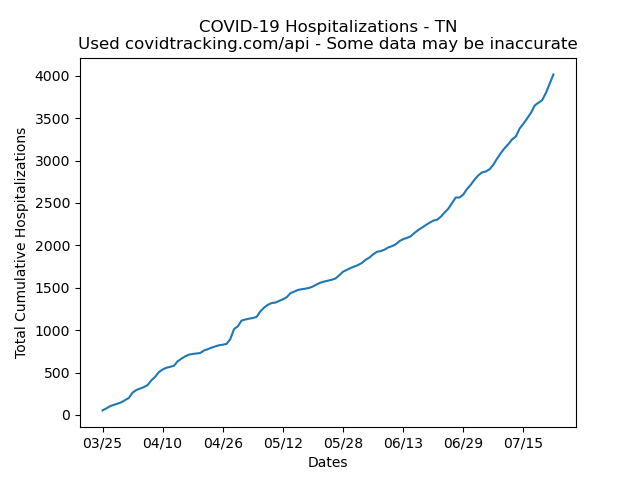 COVID-19 Hospitalizations - TN
Used covidtracking.com/api - Some data may be inaccurate
Total Cumulative Hospitalizations
4000
3500
3000
2500
2000
1500
1000
500
0
03/25 04/10 04/26 05/12 05/28 06/13 06/29 07/15
Dates